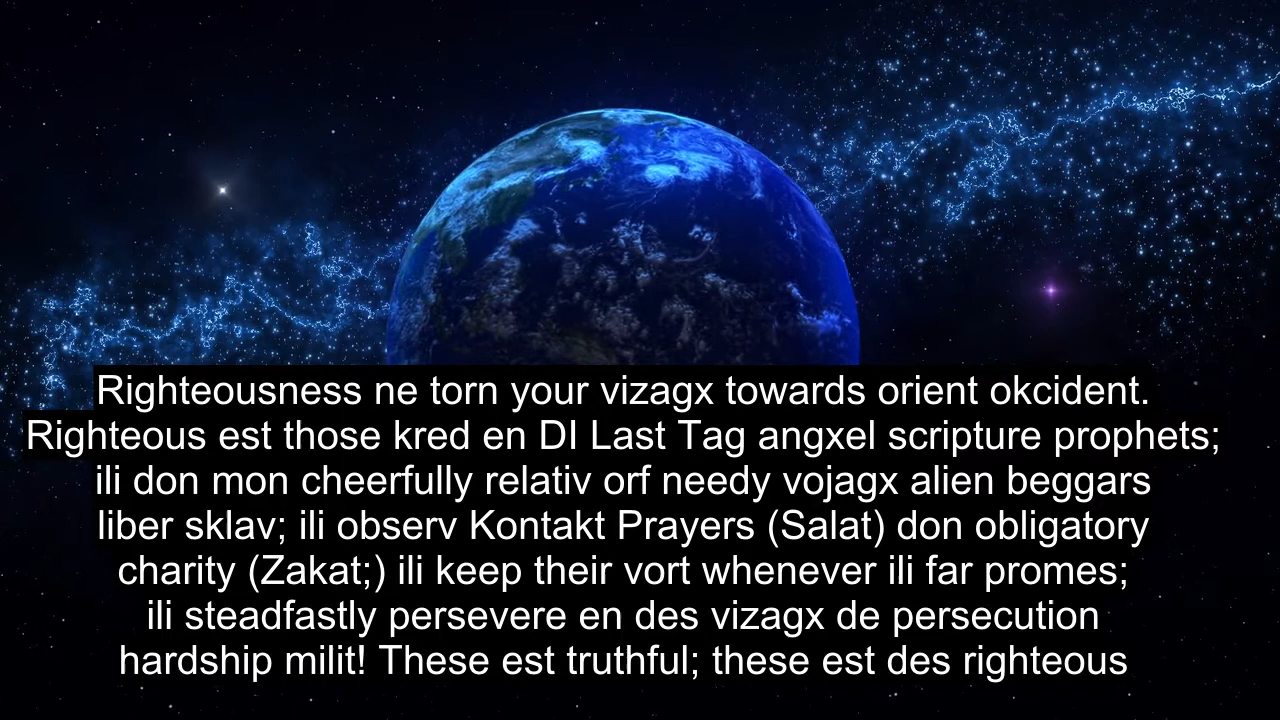 Righteousness ne torn your vizagx towards orient okcident.
Righteous est those kred en DI Last Tag angxel scripture prophets;
ili don mon cheerfully relativ orf needy vojagx alien beggars
liber sklav; ili observ Kontakt Prayers (Salat) don obligatory
charity (Zakat;) ili keep their vort whenever ili far promes;
ili steadfastly persevere en des vizagx de persecution
hardship milit! These est truthful; these est des righteous